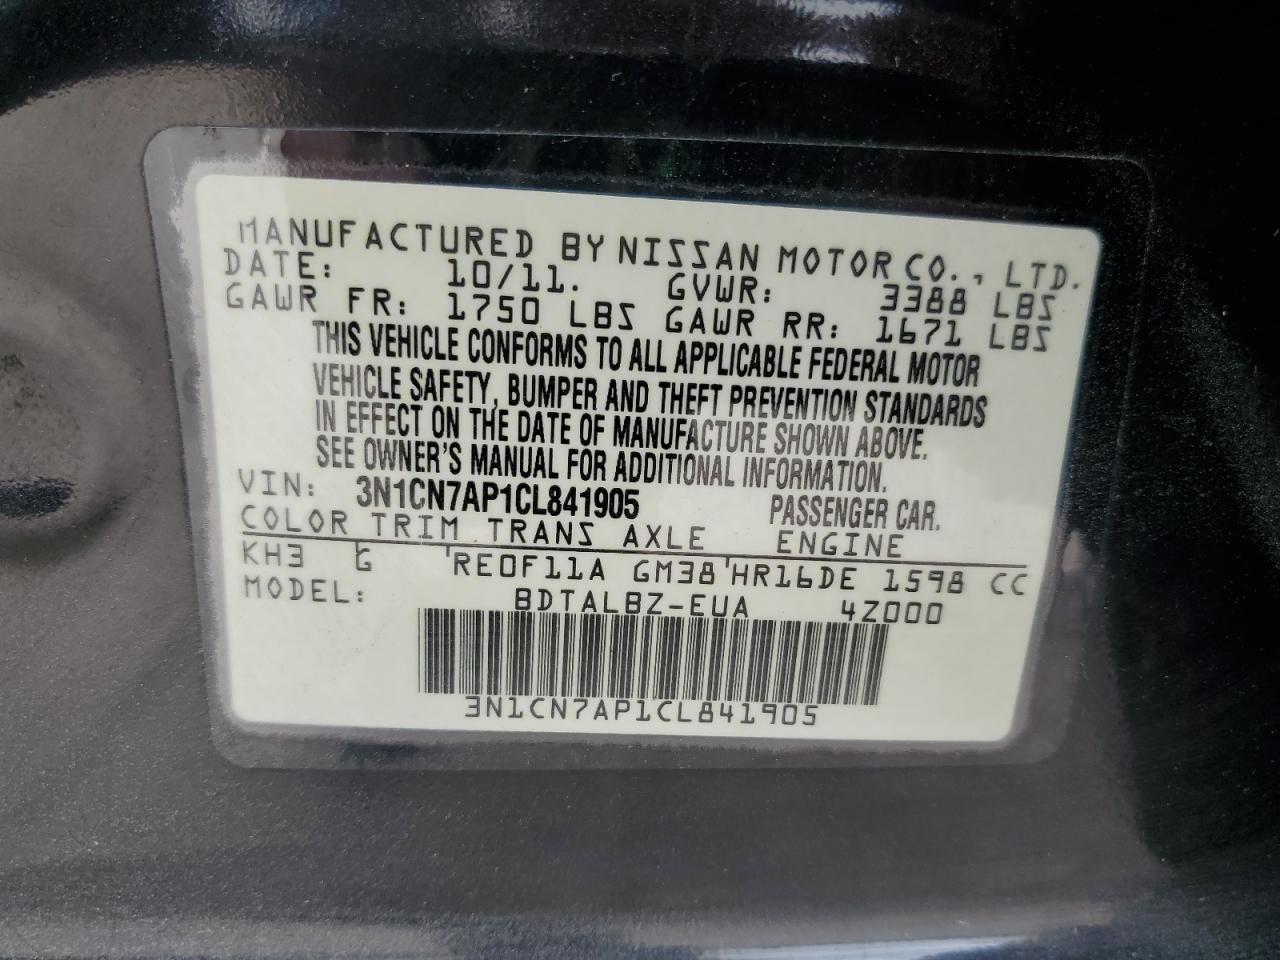 MANUFACTURED BY NISSAN MOTOR CO., LTD.
DATE: 10/11. GVWR: 3388 LBS
GAWR FR: 1750 LBS GAWR RR: 1671 LBS
THIS VEHICLE CONFORMS TO ALL APPLICABLE FEDERAL MOTOR
VEHICLE SAFETY, BUMPER AND THEFT PREVENTION STANDARDS
IN EFFECT ON THE DATE OF MANUFACTURE SHOWN ABOVE.
SEE OWNER'S MANUAL FOR ADDITIONAL INFORMATION.
VIN: 3N1CN7AP1CL841905 PASSENGER CAR.
COLOR TRIM TRANS AXLE ENGINE
KH3 G RE0F11A GM38 HR16DE 1598 CC
MODEL: BDTALBZ-EUA 4Z000
3N1CN7AP1CL841905